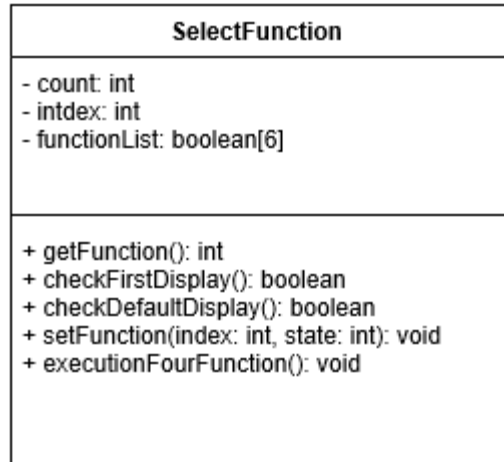 SelectFunction
- count: int
- intdex: int
- functionList: boolean[6]
+ getFunction(): int
+ checkFirstDisplay(): boolean
+ checkDefaultDisplay(): boolean
+ setFunction(index: int, state: int): void
+ executionFourFunction(): void